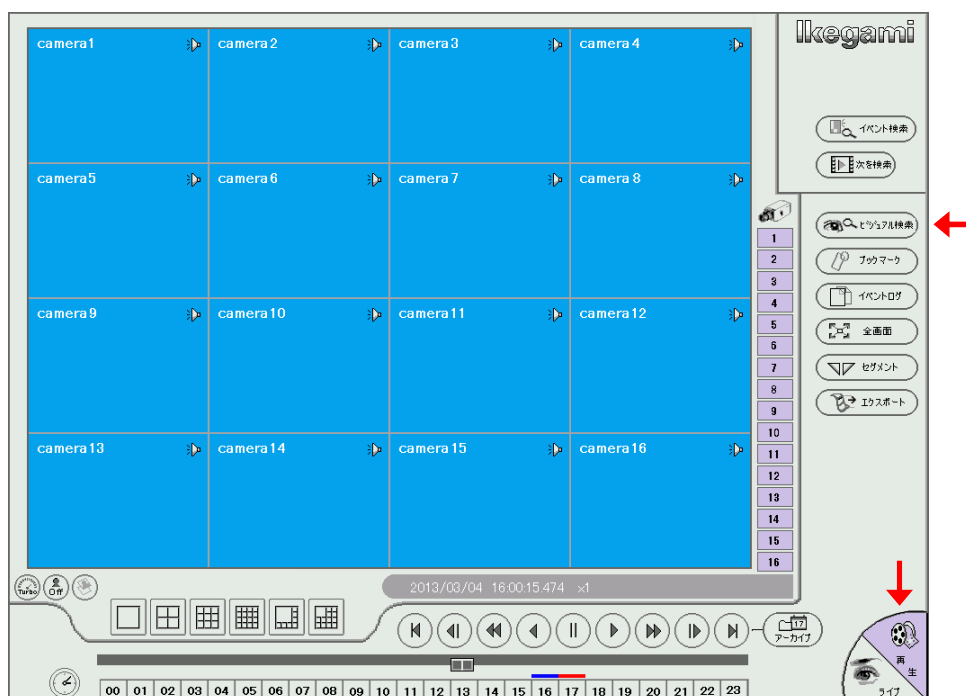 Ikegami
camera1 camera2 camera3 camera4
イベント検索
次を検索
camera5 camera6 camera7 camera8
ビジュアル検索
1
2
ブックマーク
3
イベントログ
4
camera9 camera10 camera11 camera12
5
全画面
6
7
セグメント
8
9
エクスポート
10
camera13 camera14 camera15 camera16
11
12
13
14
15
16
Turbo Off
2013/03/04 16:00:15.474 x1
17
アーカイブ
再生
ライブ
00 01 02 03 04 05 06 07 08 09 10 11 12 13 14 15 16 17 18 19 20 21 22 23